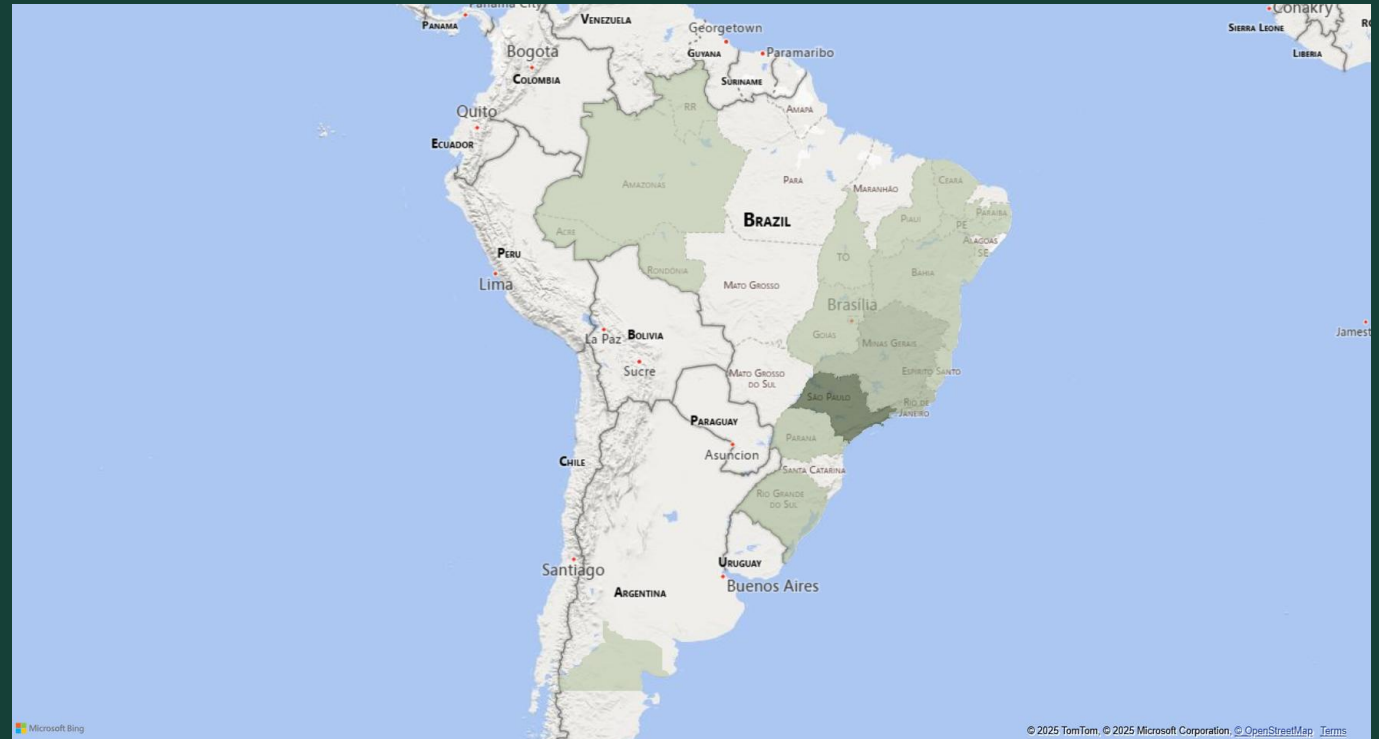 Panama City
PANAMA
VENEZUELA
Georgetown
Conakry
SIERRA LEONE
LIBERIA
Bogotá
COLOMBIA
GUYANA
Paramaribo
SURINAME
RR
AMAPÁ
Quito
ECUADOR
AMAZONAS
PARÁ
MARANHÃO
CEARÁ
BRAZIL
PIAUÍ
PE
PARAÍBA
ALAGOAS
SE
ACRE
PERU
Lima
RONDÔNIA
TO
BAHIA
MATO GROSSO
Brasília
La Paz
BOLIVIA
GOIÁS
MINAS GERAIS
Jamest
Sucre
MATO GROSSO
DO SUL
ESPÍRITO SANTO
SÃO PAULO
RIO DE
JANEIRO
PARAGUAY
PARANÁ
Asuncion
CHILE
SANTA CATARINA
RIO GRANDE
DO SUL
URUGUAY
Santiago
Buenos Aires
ARGENTINA
Microsoft Bing
© 2025 TomTom, © 2025 Microsoft Corporation, © OpenStreetMap Terms